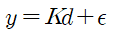 y = Kd + ϵ